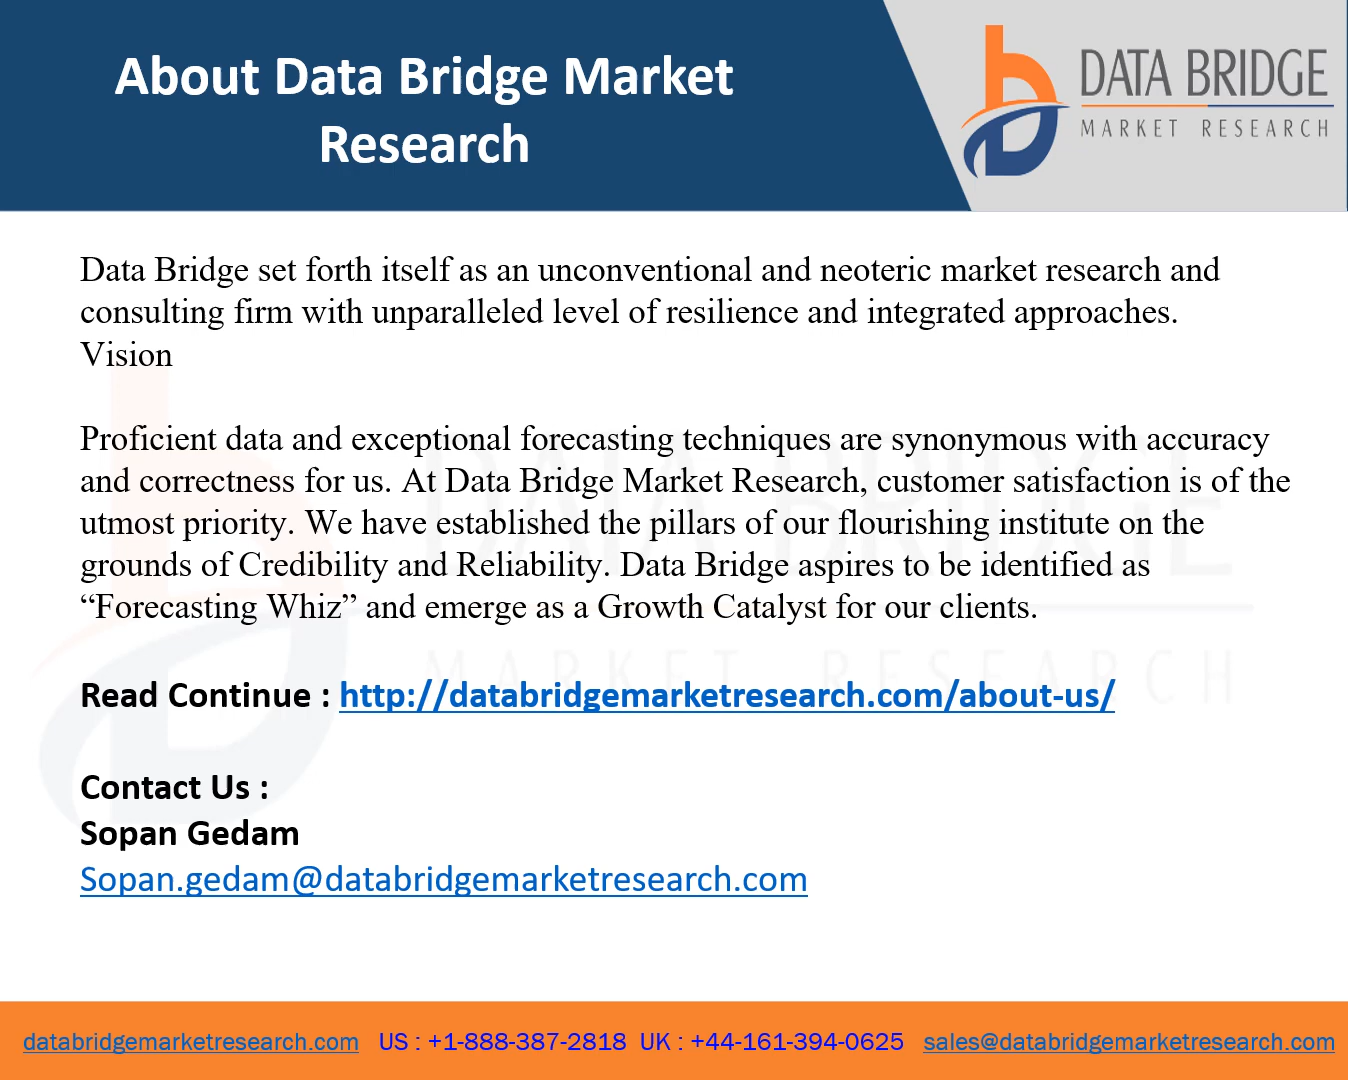 About Data Bridge Market
Research
DATA BRIDGE
MARKET RESEARCH
Data Bridge set forth itself as an unconventional and neoteric market research and
consulting firm with unparalleled level of resilience and integrated approaches.
Vision
Proficient data and exceptional forecasting techniques are synonymous with accuracy
and correctness for us. At Data Bridge Market Research, customer satisfaction is of the
utmost priority. We have established the pillars of our flourishing institute on the
grounds of Credibility and Reliability. Data Bridge aspires to be identified as
“Forecasting Whiz” and emerge as a Growth Catalyst for our clients.
DATA BRIDGE
MARKET RESEARCH
Read Continue : http://databridgemarketresearch.com/about-us/
Contact Us :
Sopan Gedam
Sopan.gedam@databridgemarketresearch.com
databridgemarketresearch.com US : +1-888-387-2818 UK : +44-161-394-0625 sales@databridgemarketresearch.com